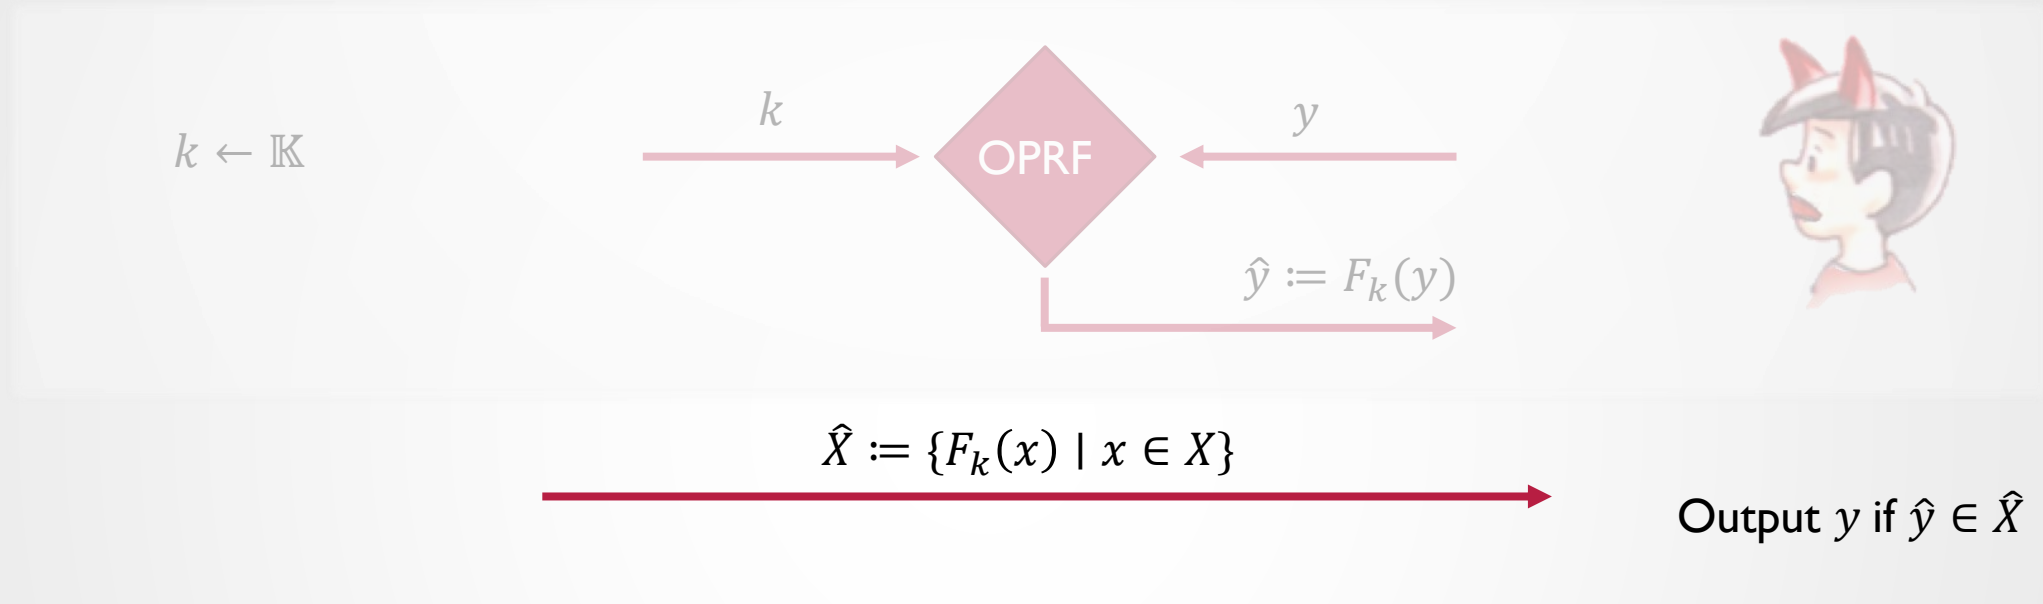 k
y
k ← 𝕂
OPRF
ŷ ≔ F_k(y)
X̂ ≔ {F_k(x) | x ∈ X}
Output y if ŷ ∈ X̂